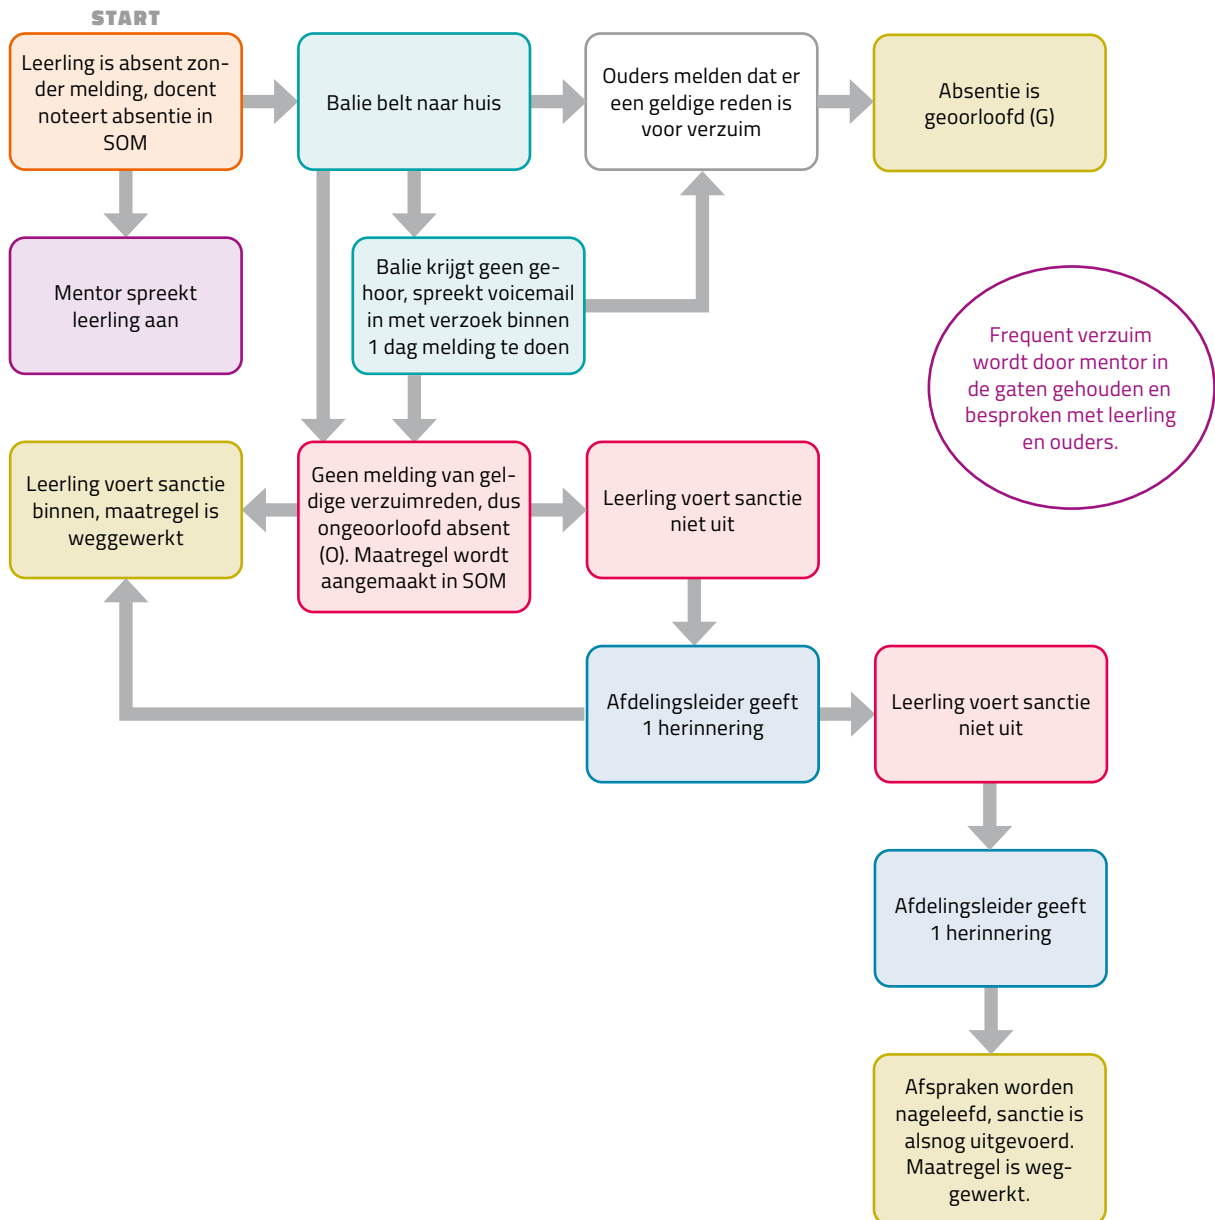 START
Leerling is absent zon-
der melding, docent
noteert absentie in
SOM
Balie belt naar huis
Ouders melden dat er
een geldige reden is
voor verzuim
Absentie is
geoorloofd (G)
Mentor spreekt
leerling aan
Balie krijgt geen ge-
hoor, spreekt voicemail
in met verzoek binnen
1 dag melding te doen
Frequent verzuim
wordt door mentor in
de gaten gehouden en
besproken met leerling
en ouders.
Leerling voert sanctie
binnen, maatregel is
weggewerkt
Geen melding van gel-
dige verzuimreden, dus
ongeoorloofd absent
(O). Maatregel wordt
aangemaakt in SOM
Leerling voert sanctie
niet uit
Afdelingsleider geeft
1 herinnering
Leerling voert sanctie
niet uit
Afdelingsleider geeft
1 herinnering
Afspraken worden
nageleefd, sanctie is
alsnog uitgevoerd.
Maatregel is weg-
gewerkt.